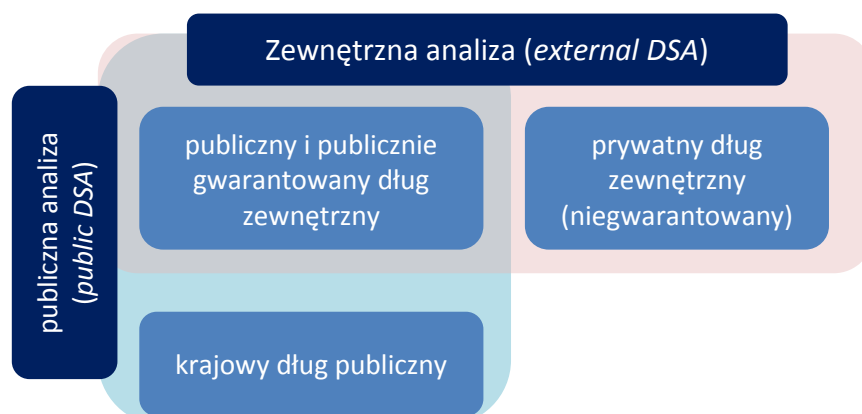 Zewnętrzna analiza (external DSA)
publiczna analiza
(public DSA)
publiczny i publicznie
gwarantowany dług
zewnętrzny
prywatny dług
zewnętrzny
(niegwarantowany)
krajowy dług publiczny